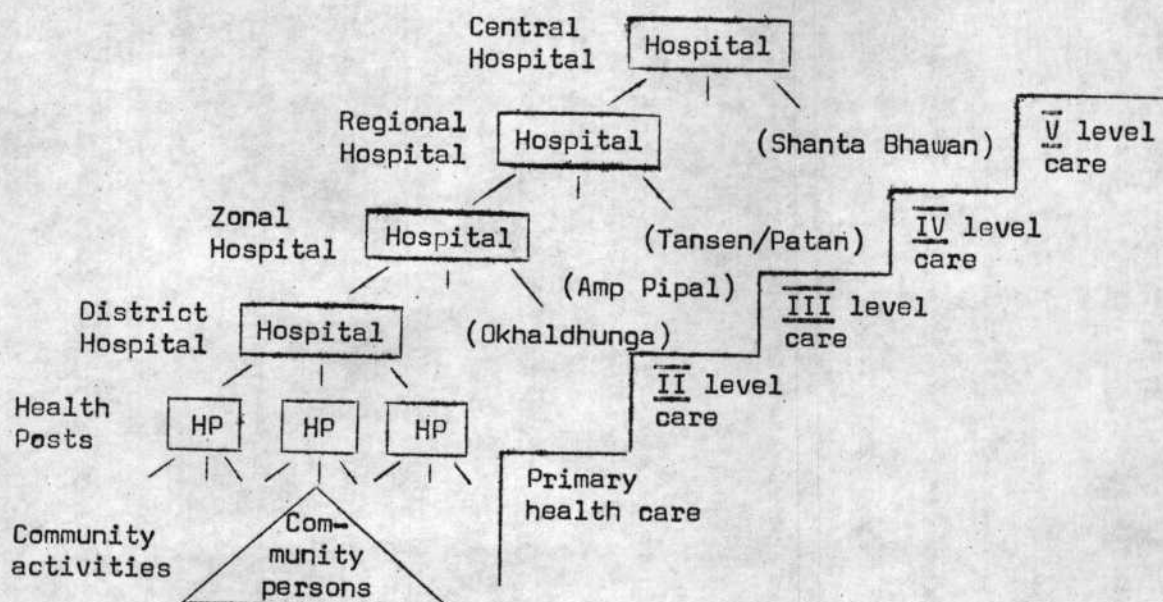 Central
Hospital
Hospital
Regional
Hospital
Hospital
(Shanta Bhawan)
V level
care
Zonal
Hospital
Hospital
(Tansen/Patan)
IV level
care
(Amp Pipal)
District
Hospital
Hospital
(Okhaldhunga)
III level
care
II level
care
Health
Posts
HP
HP
HP
Primary
health care
Community
activities
Com-
munity
persons